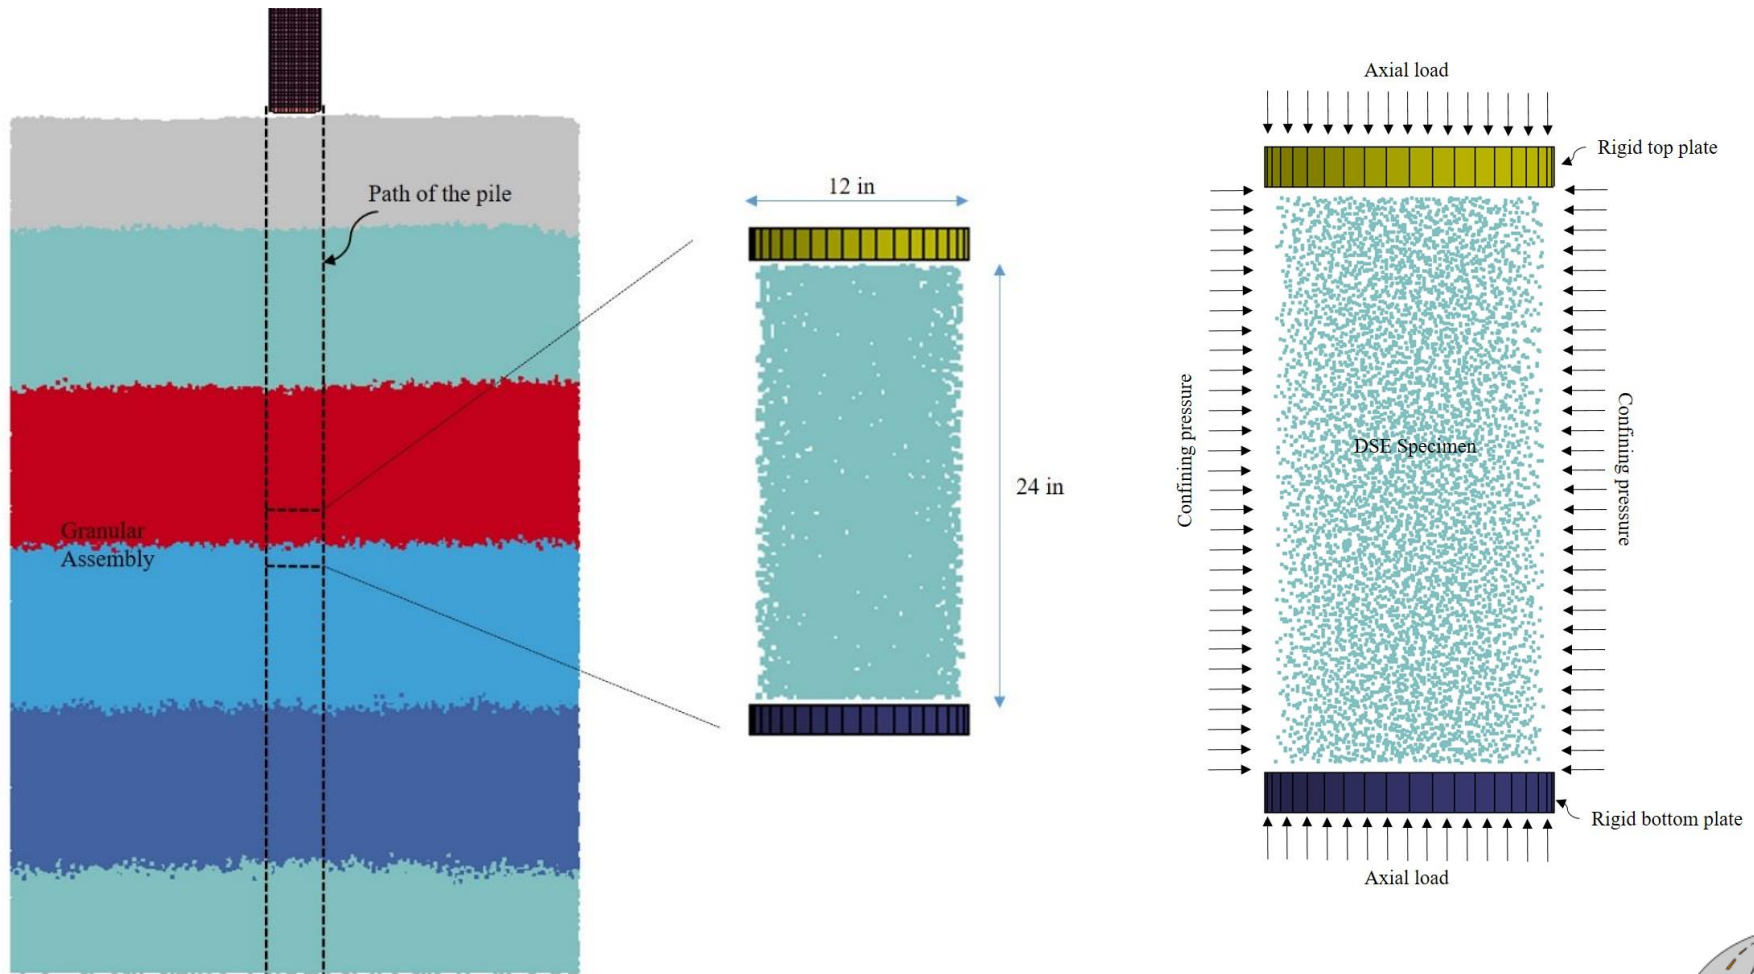 Path of the pile
Granular
Assembly
12 in
24 in
Axial load
Rigid top plate
Confining pressure
DSE Specimen
Confining pressure
Rigid bottom plate
Axial load